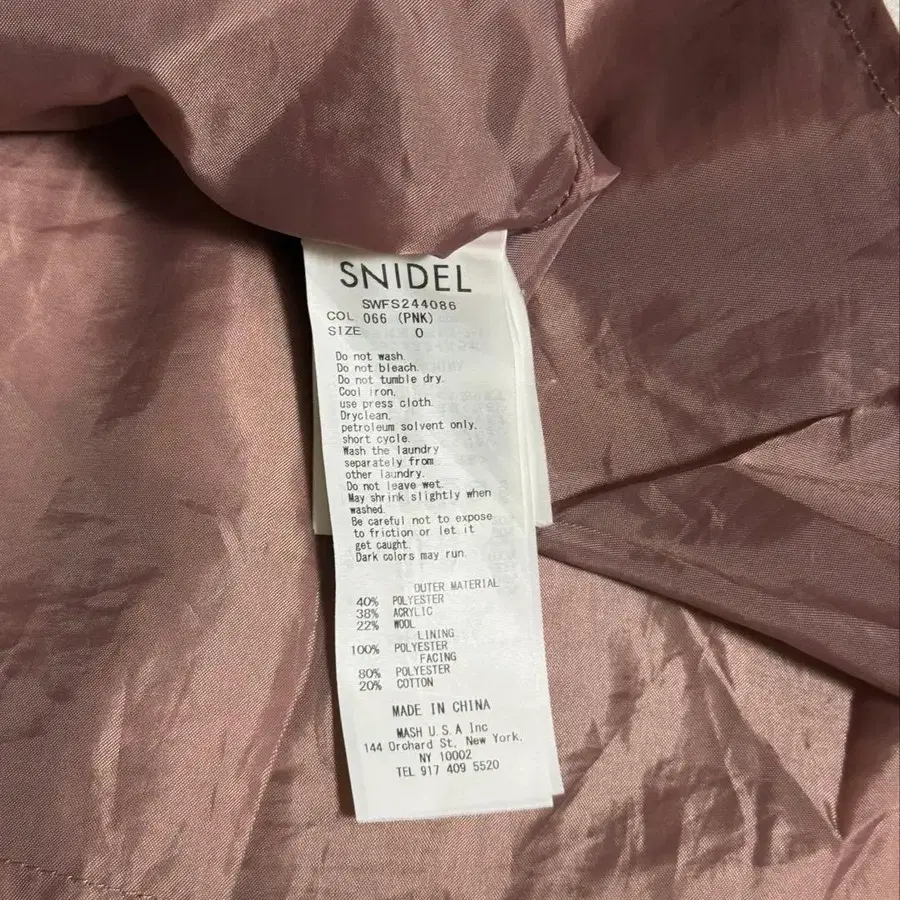 SNIDEL
SWFS244086
COL 066 (PNK)
SIZE 0
Do not wash.
Do not bleach.
Do not tumble dry.
Cool iron,
use press cloth.
Dryclean,
petroleum solvent only,
short cycle.
Wash the laundry
separately from
other laundry.
Do not leave wet.
May shrink slightly when
washed.
Be careful not to expose
to friction or let it
get caught.
Dark colors may run.
OUTER MATERIAL
40% POLYESTER
38% ACRYLIC
22% WOOL
LINING
100% POLYESTER
FACING
80% POLYESTER
20% COTTON
MADE IN CHINA
MASH U.S.A Inc
144 Orchard St, New York,
NY 10002
TEL 917 409 5520